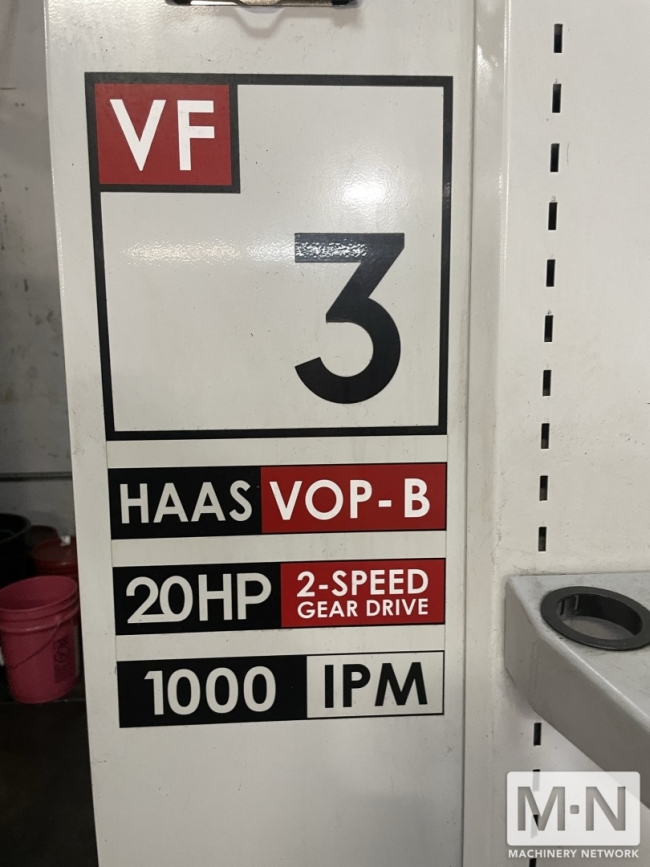 VF
3
HAAS VOP-B
20HP 2-SPEED
GEAR DRIVE
1000 IPM
M·N
MACHINERY NETWORK